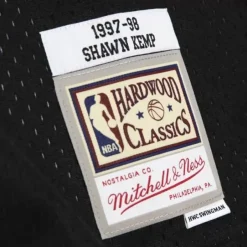 1997-98
SHAWN KEMP
HARDWOOD
CLASSICS
NBA
NOSTALGIA CO.
Mitchell & Ness
PHILADELPHIA, PA.
HWC SWINGMAN